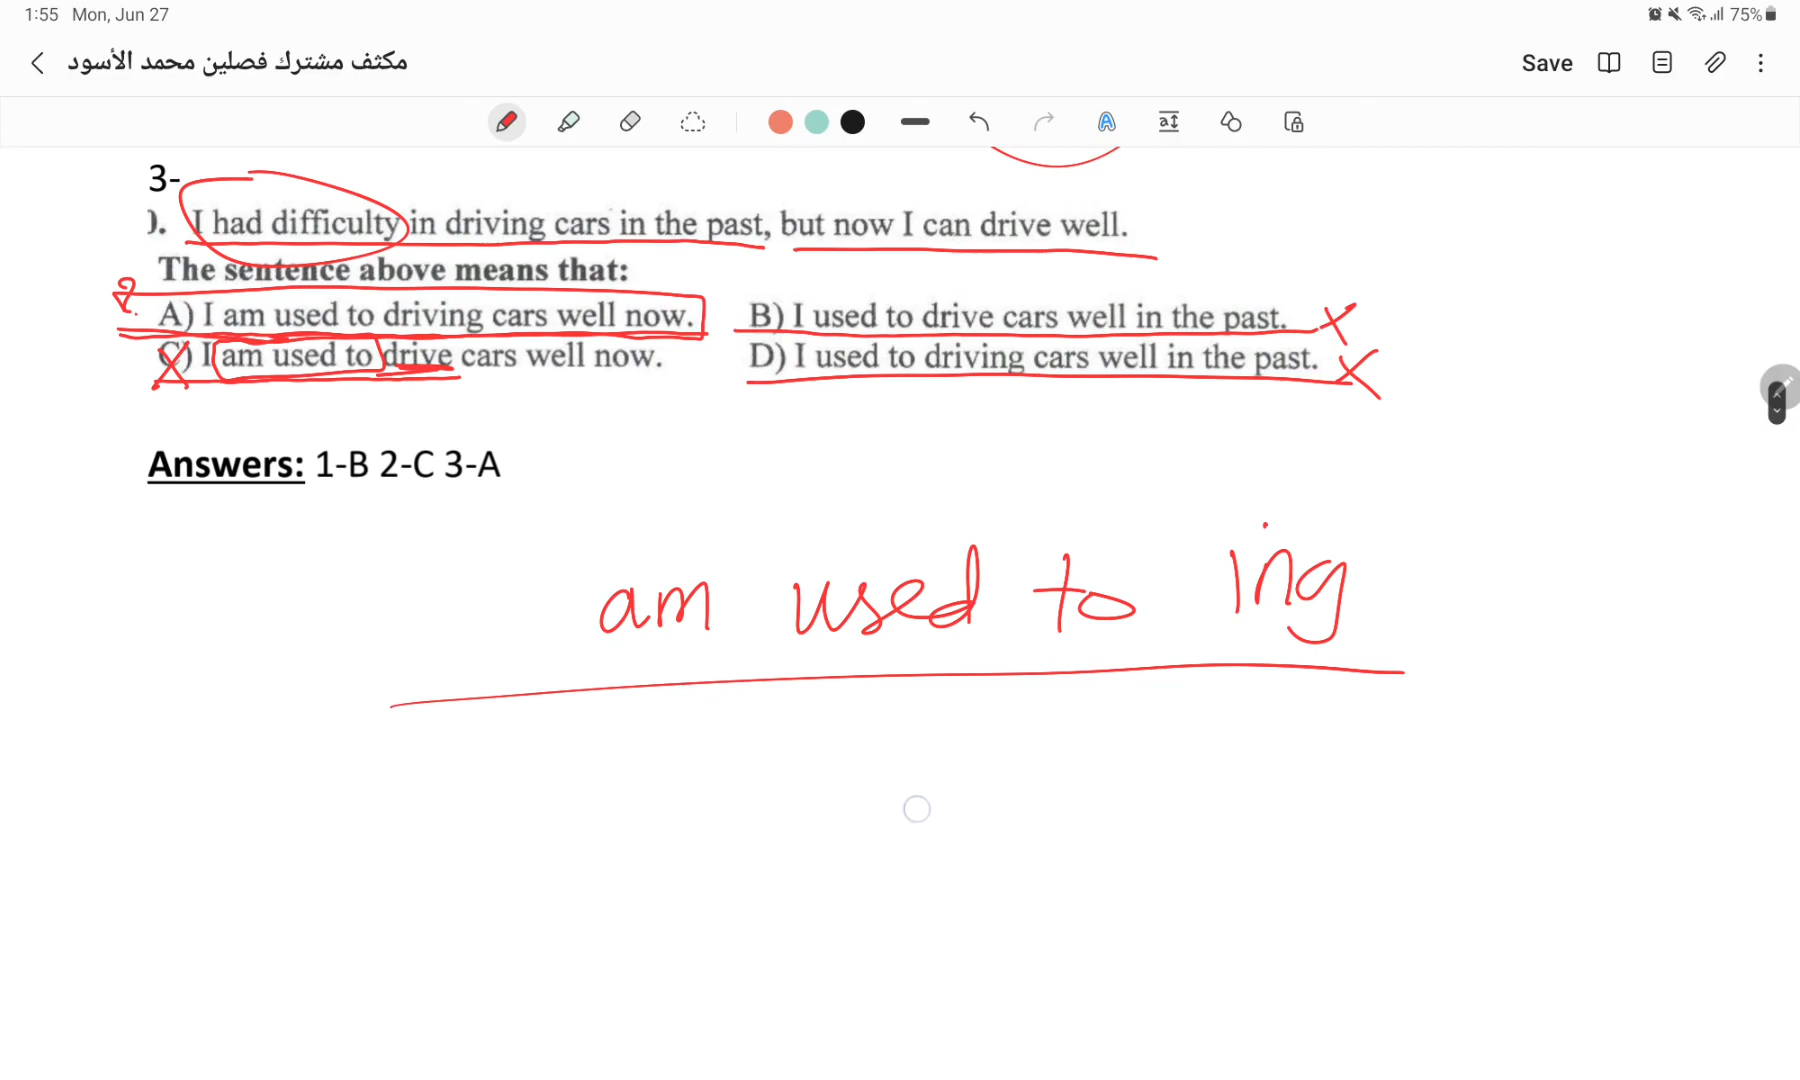 1:55 Mon, Jun 27 75%
مكثف مشترك فصلين محمد الأسود Save
3-
). I had difficulty in driving cars in the past, but now I can drive well.
The sentence above means that:
A) I am used to driving cars well now. B) I used to drive cars well in the past.
C) I am used to drive cars well now. D) I used to driving cars well in the past.
Answers: 1-B 2-C 3-A
am used to ing